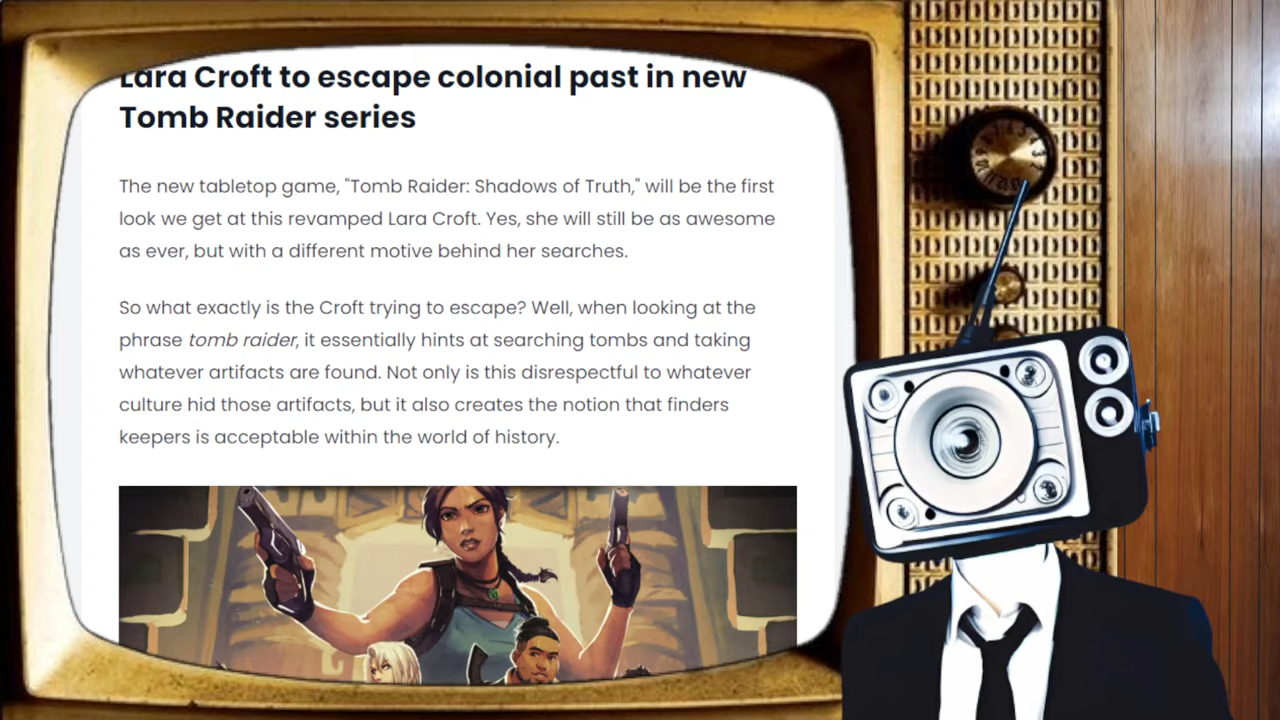 Lara Croft to escape colonial past in new
Tomb Raider series
The new tabletop game, "Tomb Raider: Shadows of Truth," will be the first
look we get at this revamped Lara Croft. Yes, she will still be as awesome
as ever, but with a different motive behind her searches.
So what exactly is the Croft trying to escape? Well, when looking at the
phrase tomb raider, it essentially hints at searching tombs and taking
whatever artifacts are found. Not only is this disrespectful to whatever
culture hid those artifacts, but it also creates the notion that finders
keepers is acceptable within the world of history.